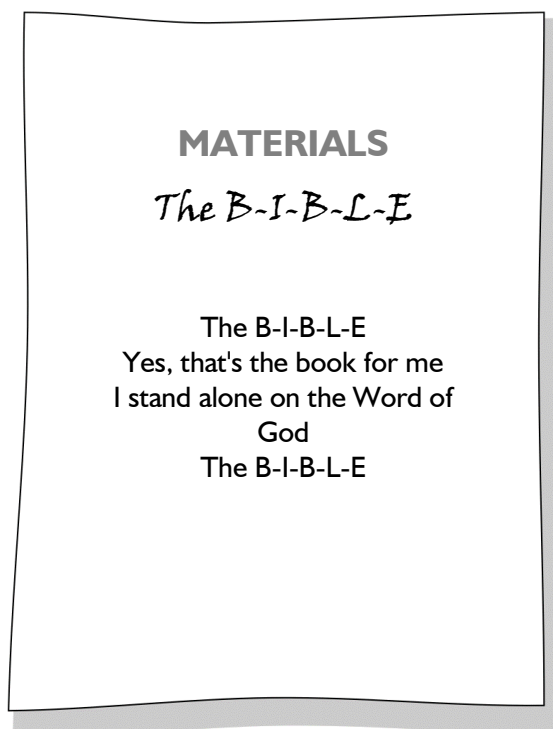 MATERIALS
The B-I-B-L-E
The B-I-B-L-E
Yes, that's the book for me
I stand alone on the Word of
God
The B-I-B-L-E